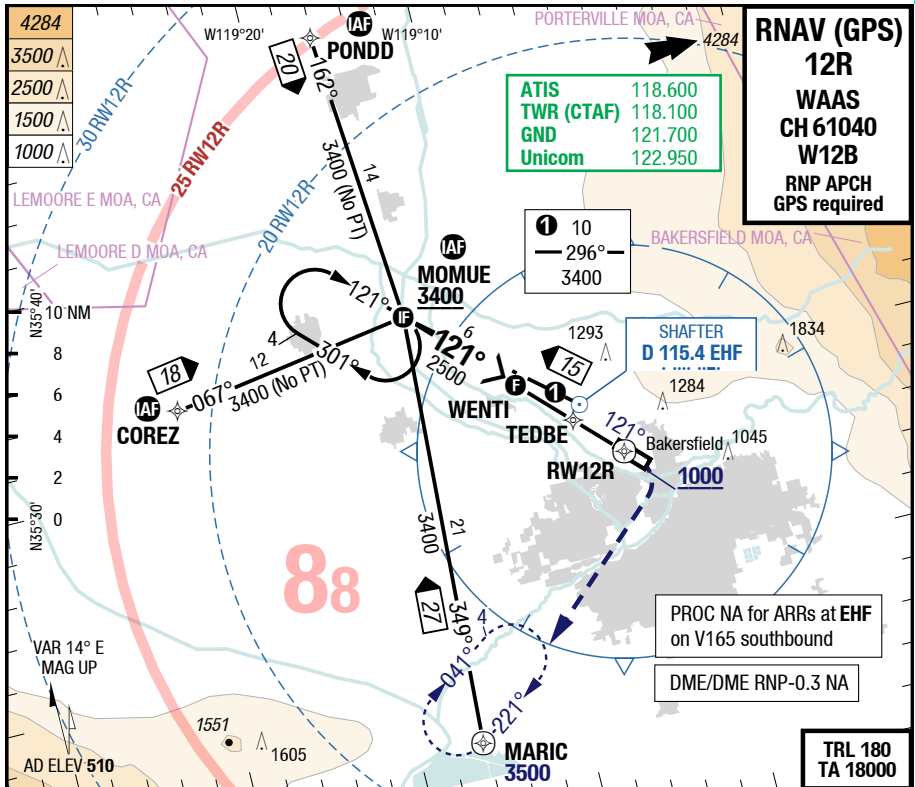 4284
3500
2500
1500
1000
W119°20'
IAF
PONDD
W119°10'
PORTERVILLE MOA, CA
4284
RNAV (GPS)
12R
WAAS
CH 61040
W12B
RNP APCH
GPS required
ATIS 118.600
TWR (CTAF) 118.100
GND 121.700
Unicom 122.950
20
162°
30 RW12R
25 RW12R
20 RW12R
14
3400 (No PT)
LEMOORE E MOA, CA
LEMOORE D MOA, CA
BAKERSFIELD MOA, CA
1 10
296°
3400
IAF
MOMUE
3400
IF
121°
N35°40'
10 NM
8
6
4
2
0
N35°30'
6
121°
2500
4
301°
12
3400 (No PT)
18
067°
IAF
COREZ
1293
SHAFTER
D 115.4 EHF
1834
15
1284
F
1
WENTI
TEDBE
121°
Bakersfield
1045
RW12R
1000
21
3400
88
27
349°
4
041°
221°
MARIC
3500
PROC NA for ARRs at EHF
on V165 southbound
DME/DME RNP-0.3 NA
VAR 14° E
MAG UP
1551
1605
AD ELEV 510
TRL 180
TA 18000